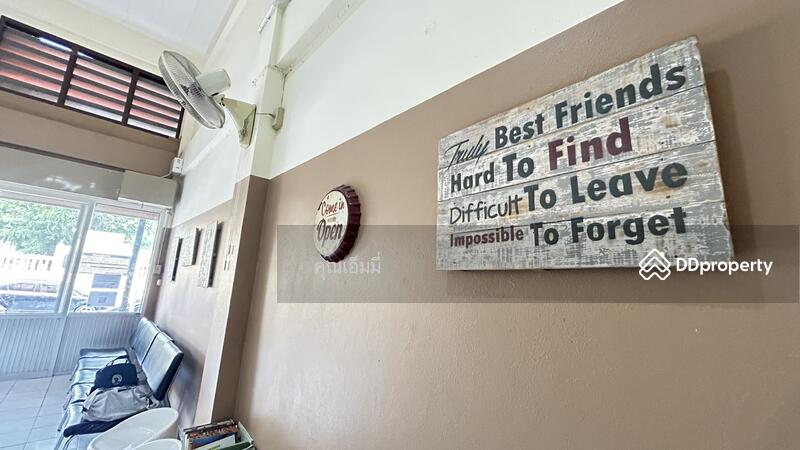 Come in
Open
Truly Best Friends
Hard To Find
Difficult To Leave
Impossible To Forget
คุณเอ็มมี่
DDproperty